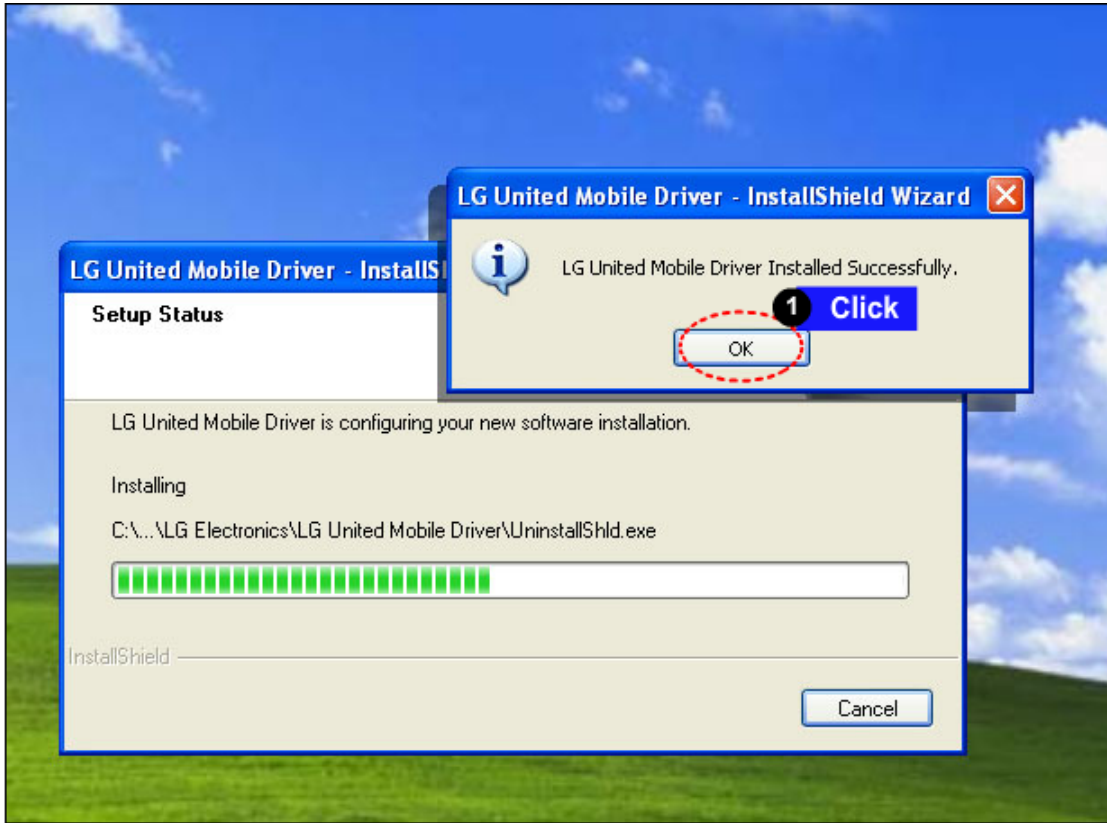 LG United Mobile Driver - InstallShield Wizard
LG United Mobile Driver Installed Successfully.
1 Click
OK
LG United Mobile Driver - InstallS
Setup Status
LG United Mobile Driver is configuring your new software installation.
Installing
C:\...\LG Electronics\LG United Mobile Driver\UninstallShld.exe
InstallShield
Cancel